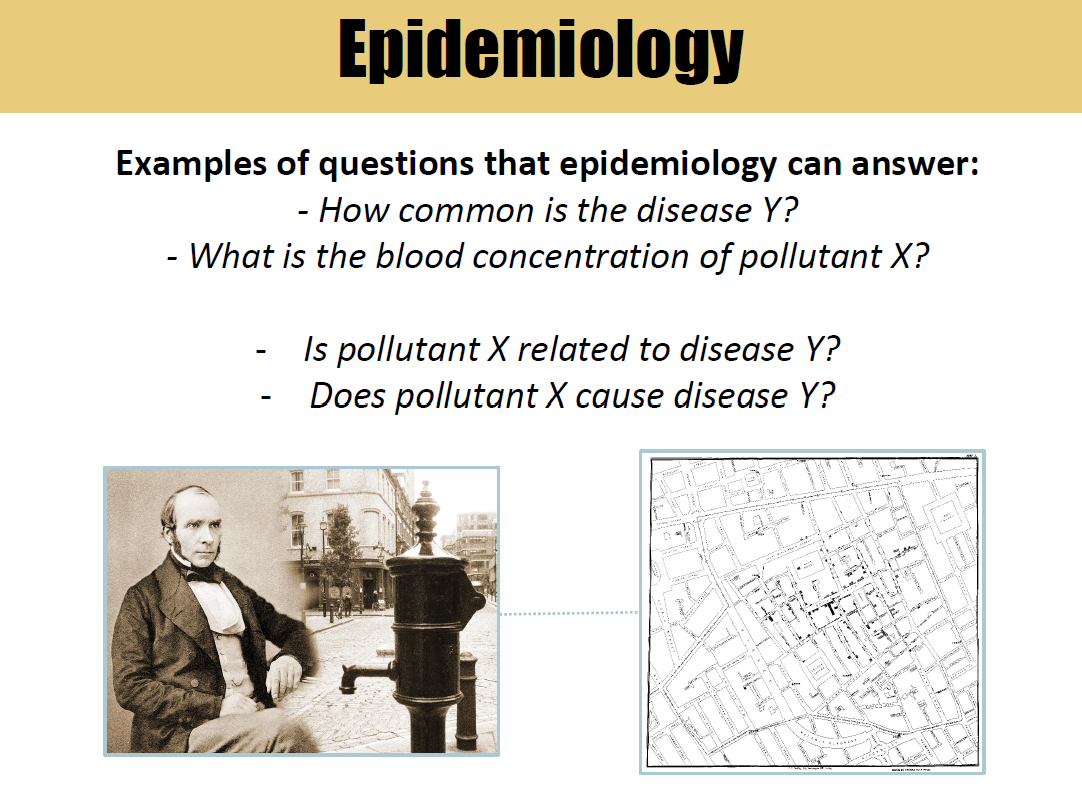 Epidemiology
Examples of questions that epidemiology can answer:
- How common is the disease Y?
- What is the blood concentration of pollutant X?
- Is pollutant X related to disease Y?
- Does pollutant X cause disease Y?